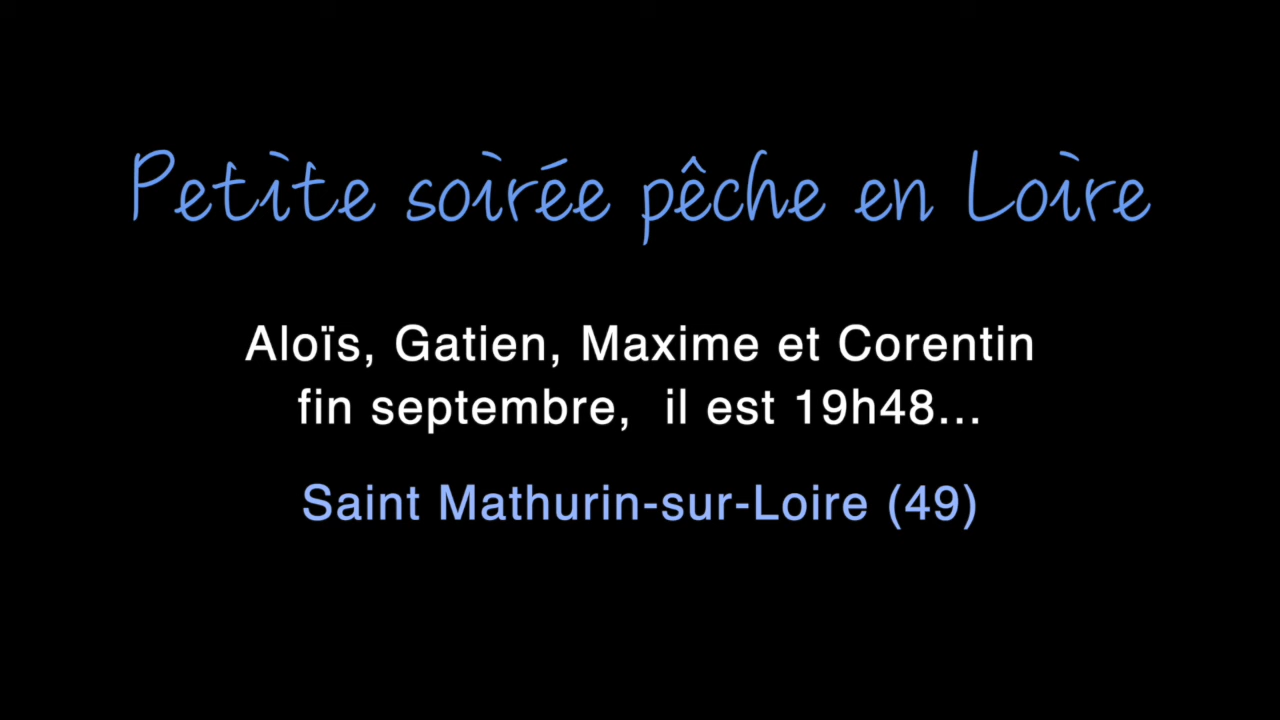 Petite soirée pêche en Loire
Aloïs, Gatien, Maxime et Corentin
fin septembre,  il est 19h48...
Saint Mathurin-sur-Loire (49)